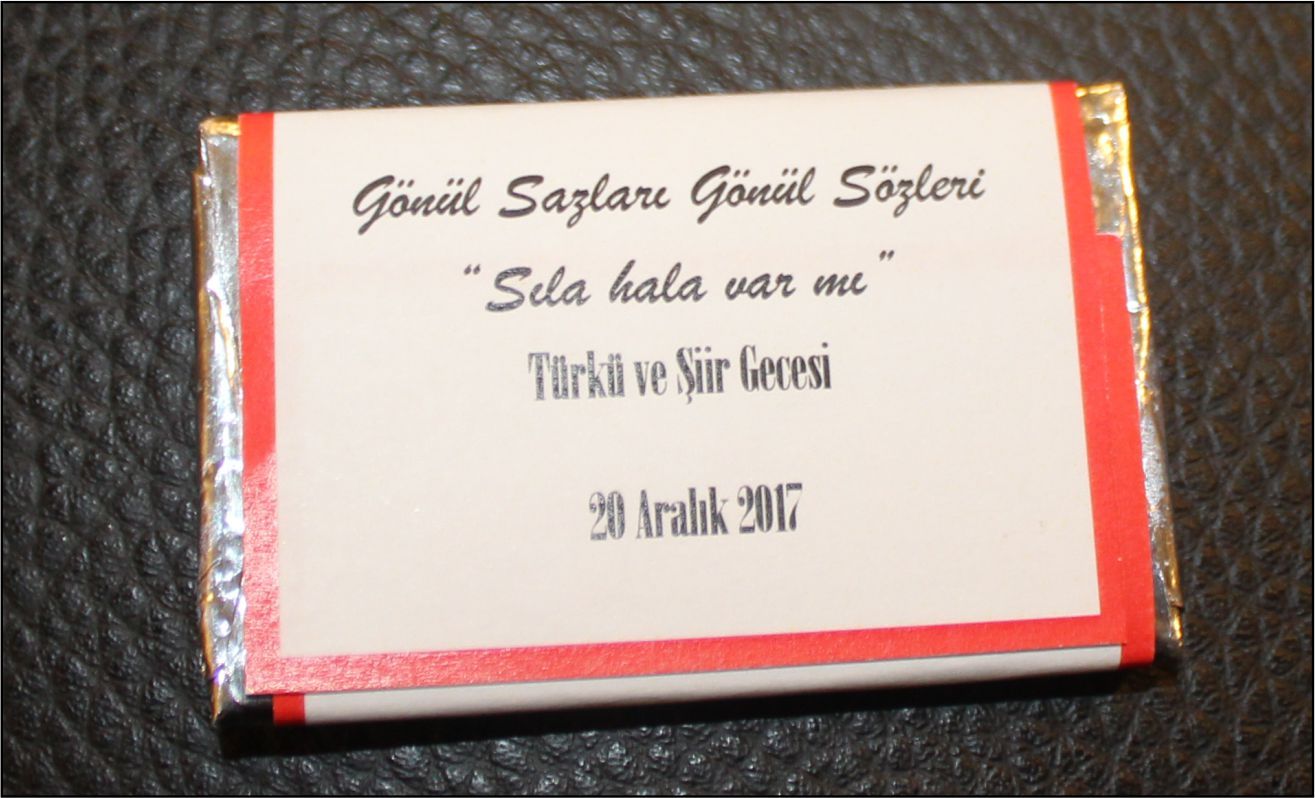 Gönül Sazları Gönül Sözleri
“Sıla hala var mı”
Türkü ve Şiir Gecesi
20 Aralık 2017